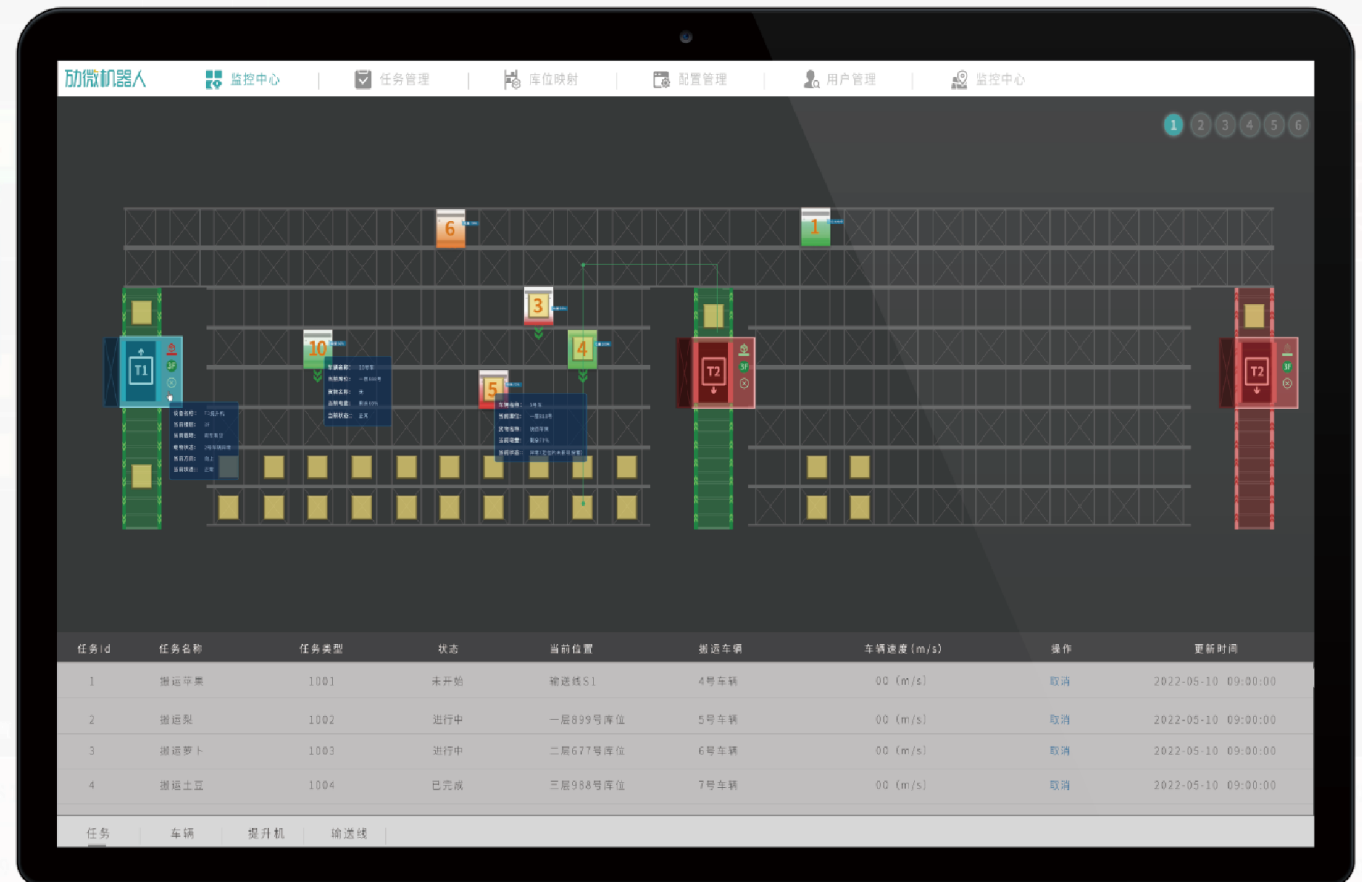 劢微机器人 监控中心 任务管理 库位映射 配置管理 用户管理 监控中心
1 2 3 4 5 6
6
1
3
10
4
T1
3F
T2
3F
T2
3F
5
任务id 任务名称 任务类型 状态 当前位置 搬运车辆 车辆速度(m/s) 操作 更新时间
1 搬运苹果 1001 未开始 输送线S1 4号车辆 00 (m/s) 取消 2022-05-10 09:00:00
2 搬运梨 1002 进行中 一层899号库位 5号车辆 00 (m/s) 取消 2022-05-10 09:00:00
3 搬运萝卜 1003 进行中 二层677号库位 6号车辆 00 (m/s) 取消 2022-05-10 09:00:00
4 搬运土豆 1004 已完成 三层988号库位 7号车辆 00 (m/s) 取消 2022-05-10 09:00:00
任务 车辆 提升机 输送线